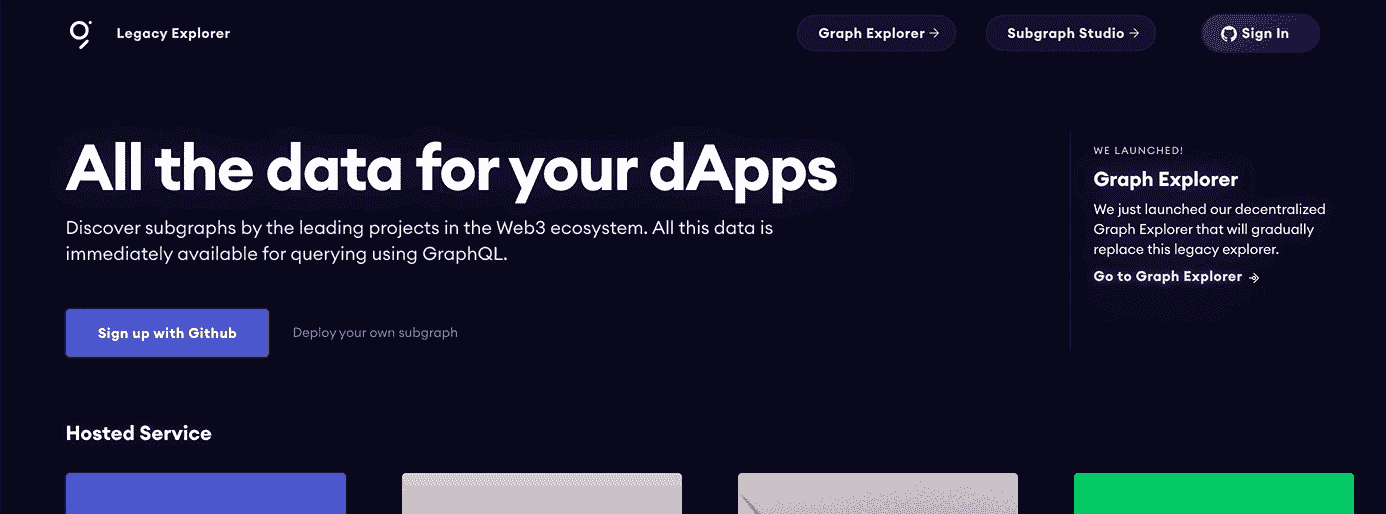 Legacy Explorer
Graph Explorer →
Subgraph Studio →
Sign In
All the data for your dApps
Discover subgraphs by the leading projects in the Web3 ecosystem. All this data is
immediately available for querying using GraphQL.
Sign up with Github
Deploy your own subgraph
WE LAUNCHED!
Graph Explorer
We just launched our decentralized
Graph Explorer that will gradually
replace this legacy explorer.
Go to Graph Explorer
Hosted Service